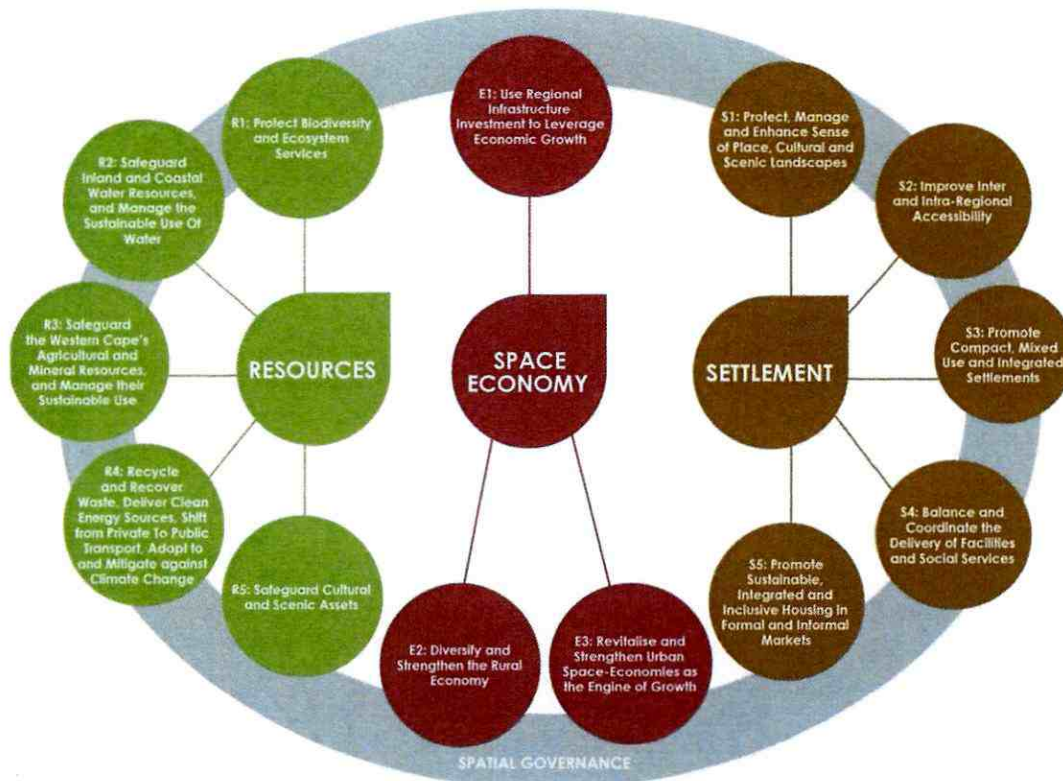 R1: Protect Biodiversity
and Ecosystem
Services
R2: Safeguard
Inland and Coastal
Water Resources,
and Manage the
Sustainable Use Of
Water
R3: Safeguard
the Western Cape's
Agricultural and
Mineral Resources,
and Manage their
Sustainable Use
R4: Recycle
and Recover
Waste, Deliver Clean
Energy Sources, Shift
from Private To Public
Transport, Adapt to
and Mitigate against
Climate Change
R5: Safeguard Cultural
and Scenic Assets
RESOURCES
E1: Use Regional
Infrastructure
Investment to Leverage
Economic Growth
SPACE
ECONOMY
E2: Diversify and
Strengthen the Rural
Economy
E3: Revitalise and
Strengthen Urban
Space-Economies as
the Engine of Growth
S1: Protect, Manage
and Enhance Sense
of Place, Cultural and
Scenic Landscapes
S2: Improve Inter
and Intra-Regional
Accessibility
SETTLEMENT
S3: Promote
Compact, Mixed
Use and Integrated
Settlements
S4: Balance and
Coordinate the
Delivery of Facilities
and Social Services
S5: Promote
Sustainable,
Integrated and
Inclusive Housing in
Formal and Informal
Markets
SPATIAL GOVERNANCE